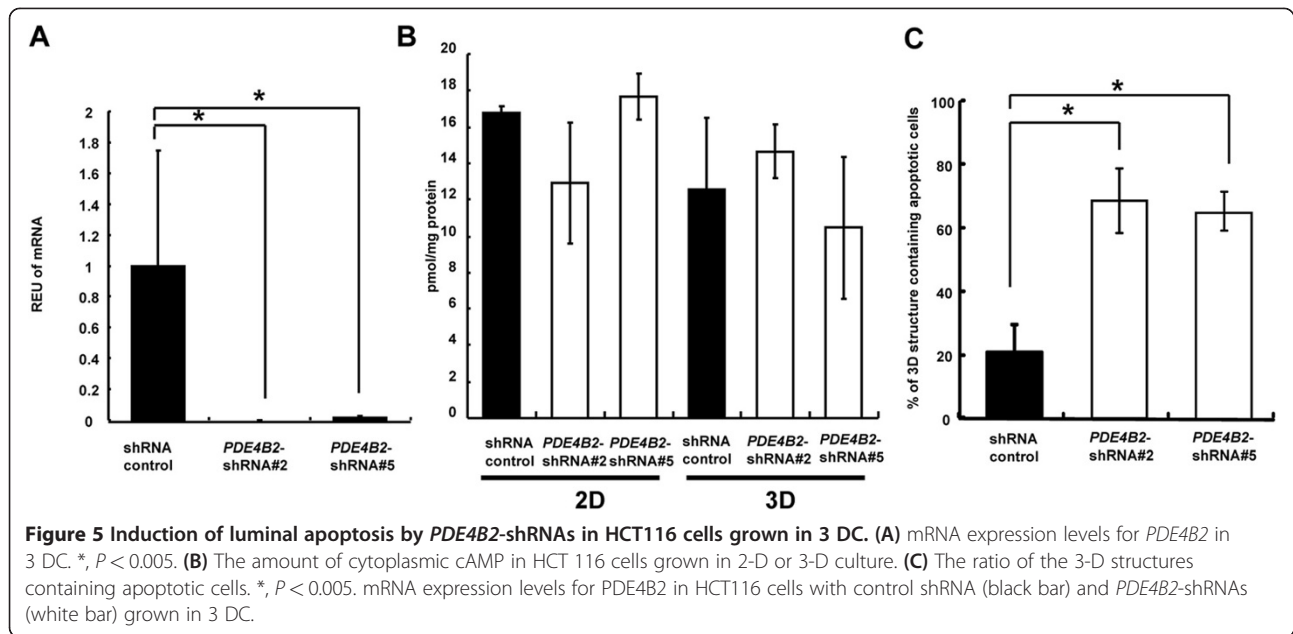 A
B
C
*
*
REU of mRNA
2
1.8
1.6
1.4
1.2
1
0.8
0.6
0.4
0.2
0
shRNA control
PDE4B2-shRNA#2
PDE4B2-shRNA#5
pmol/mg protein
20
18
16
14
12
10
8
6
4
2
0
shRNA control
PDE4B2-shRNA#2
PDE4B2-shRNA#5
shRNA control
PDE4B2-shRNA#2
PDE4B2-shRNA#5
2D
3D
*
*
% of 3D structure containing apoptotic cells
100
80
60
40
20
0
shRNA control
PDE4B2-shRNA#2
PDE4B2-shRNA#5
Figure 5 Induction of luminal apoptosis by PDE4B2-shRNAs in HCT116 cells grown in 3 DC. (A) mRNA expression levels for PDE4B2 in
3 DC. *, P < 0.005. (B) The amount of cytoplasmic cAMP in HCT 116 cells grown in 2-D or 3-D culture. (C) The ratio of the 3-D structures
containing apoptotic cells. *, P < 0.005. mRNA expression levels for PDE4B2 in HCT116 cells with control shRNA (black bar) and PDE4B2-shRNAs
(white bar) grown in 3 DC.